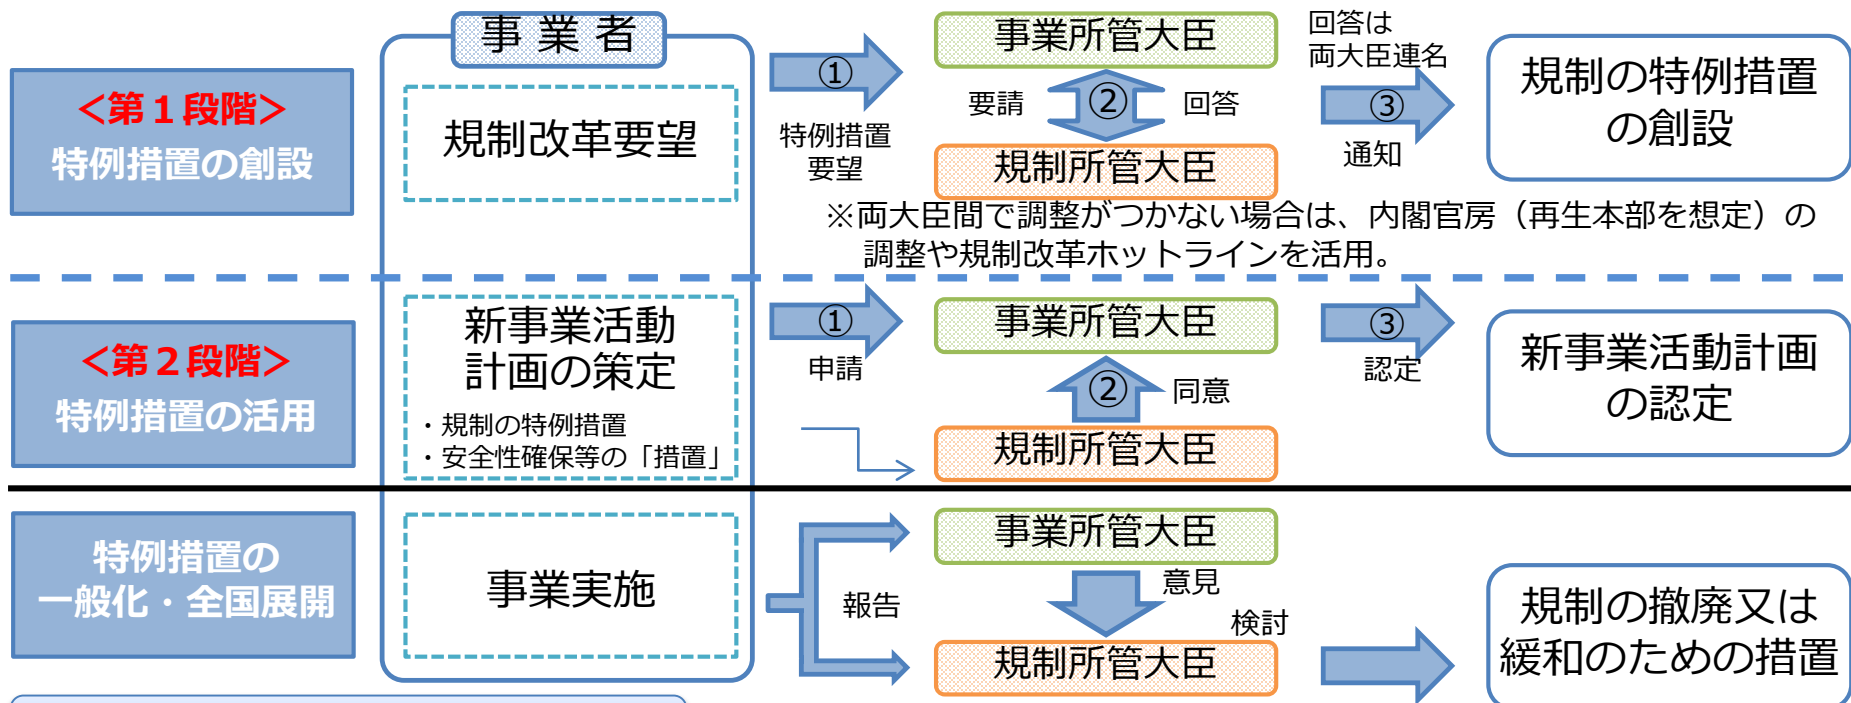 事 業 者
＜第１段階＞
特例措置の創設
規制改革要望
①
特例措置
要望
事業所管大臣
要請
②
回答
規制所管大臣
回答は
両大臣連名
③
通知
規制の特例措置
の創設
※両大臣間で調整がつかない場合は、内閣官房（再生本部を想定）の
調整や規制改革ホットラインを活用。
＜第２段階＞
特例措置の活用
新事業活動
計画の策定
・規制の特例措置
・安全性確保等の「措置」
①
申請
事業所管大臣
②
同意
規制所管大臣
③
認定
新事業活動計画
の認定
特例措置の
一般化・全国展開
事業実施
報告
事業所管大臣
意見
規制所管大臣
検討
規制の撤廃又は
緩和のための措置